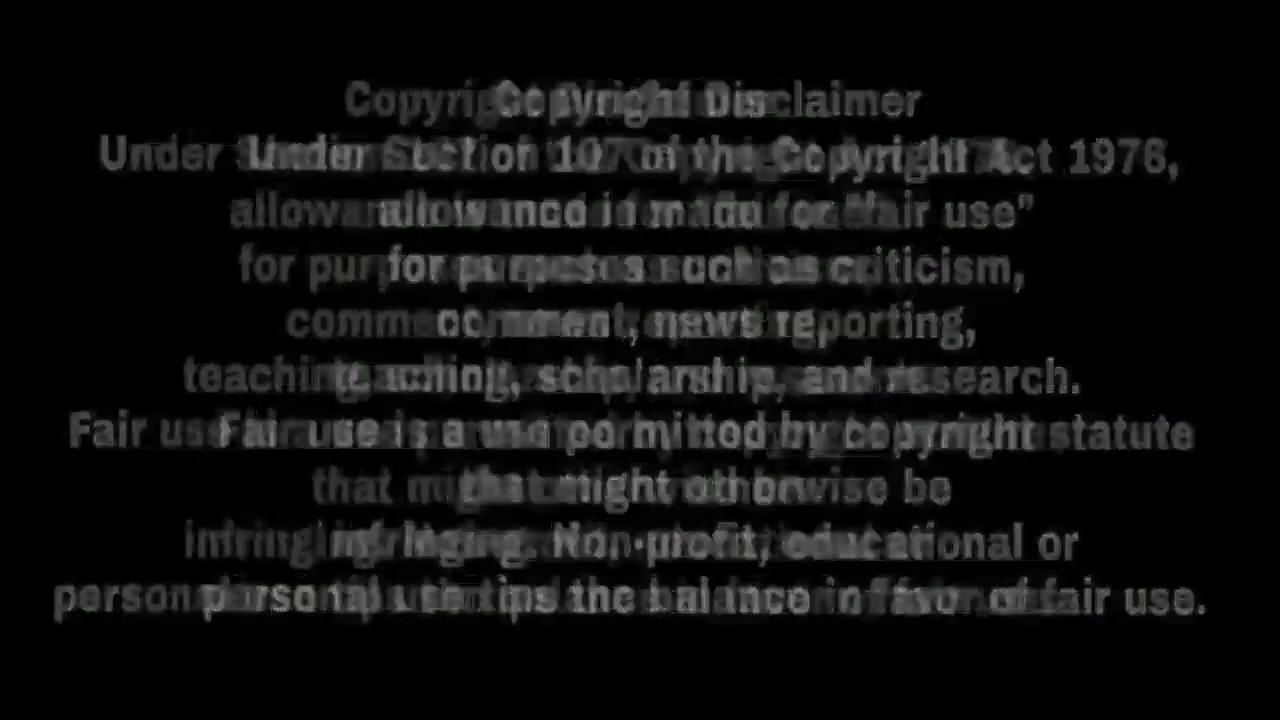 Copyright Disclaimer
Under Section 107 of the Copyright Act 1976,
allowance is made for "fair use"
for purposes such as criticism,
comment, news reporting,
teaching, scholarship, and research.
Fair use is a use permitted by copyright statute
that might otherwise be
infringing. Non-profit, educational or
personal use tips the balance in favor of fair use.